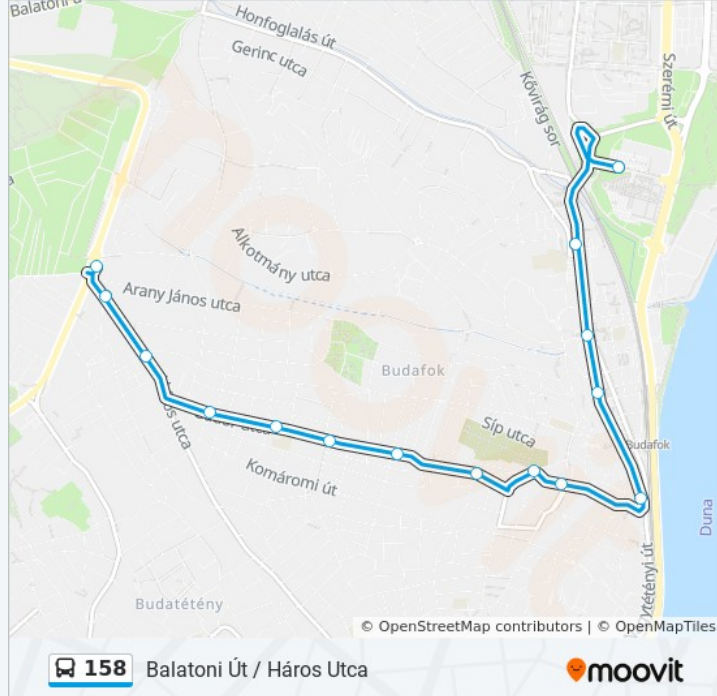 Balatoni ú
Honfoglalás út
Gerinc utca
Kővirág sor
Szerémi út
Alkotmány utca
Arany János utca
Budafok
Síp utca
Budafok
Komáromi út
Duna
Budatétény
© OpenStreetMap contributors | © OpenMapTiles
158 Balatoni Út / Háros Utca
moovit